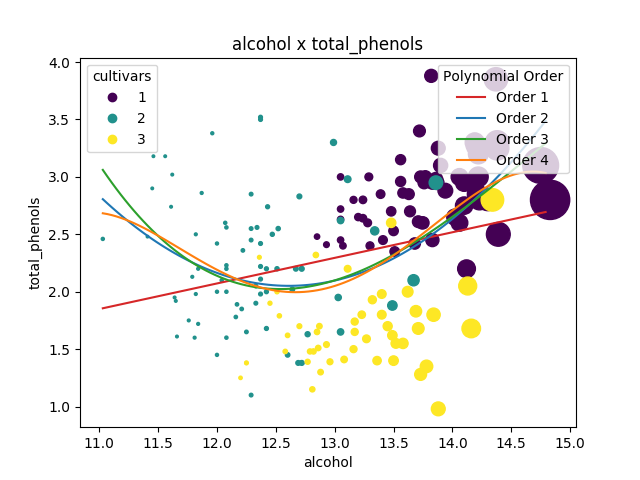 alcohol x total_phenols
cultivars
1
2
3
Polynomial Order
Order 1
Order 2
Order 3
Order 4
total_phenols
4.0
3.5
3.0
2.5
2.0
1.5
1.0
11.0 11.5 12.0 12.5 13.0 13.5 14.0 14.5 15.0
alcohol